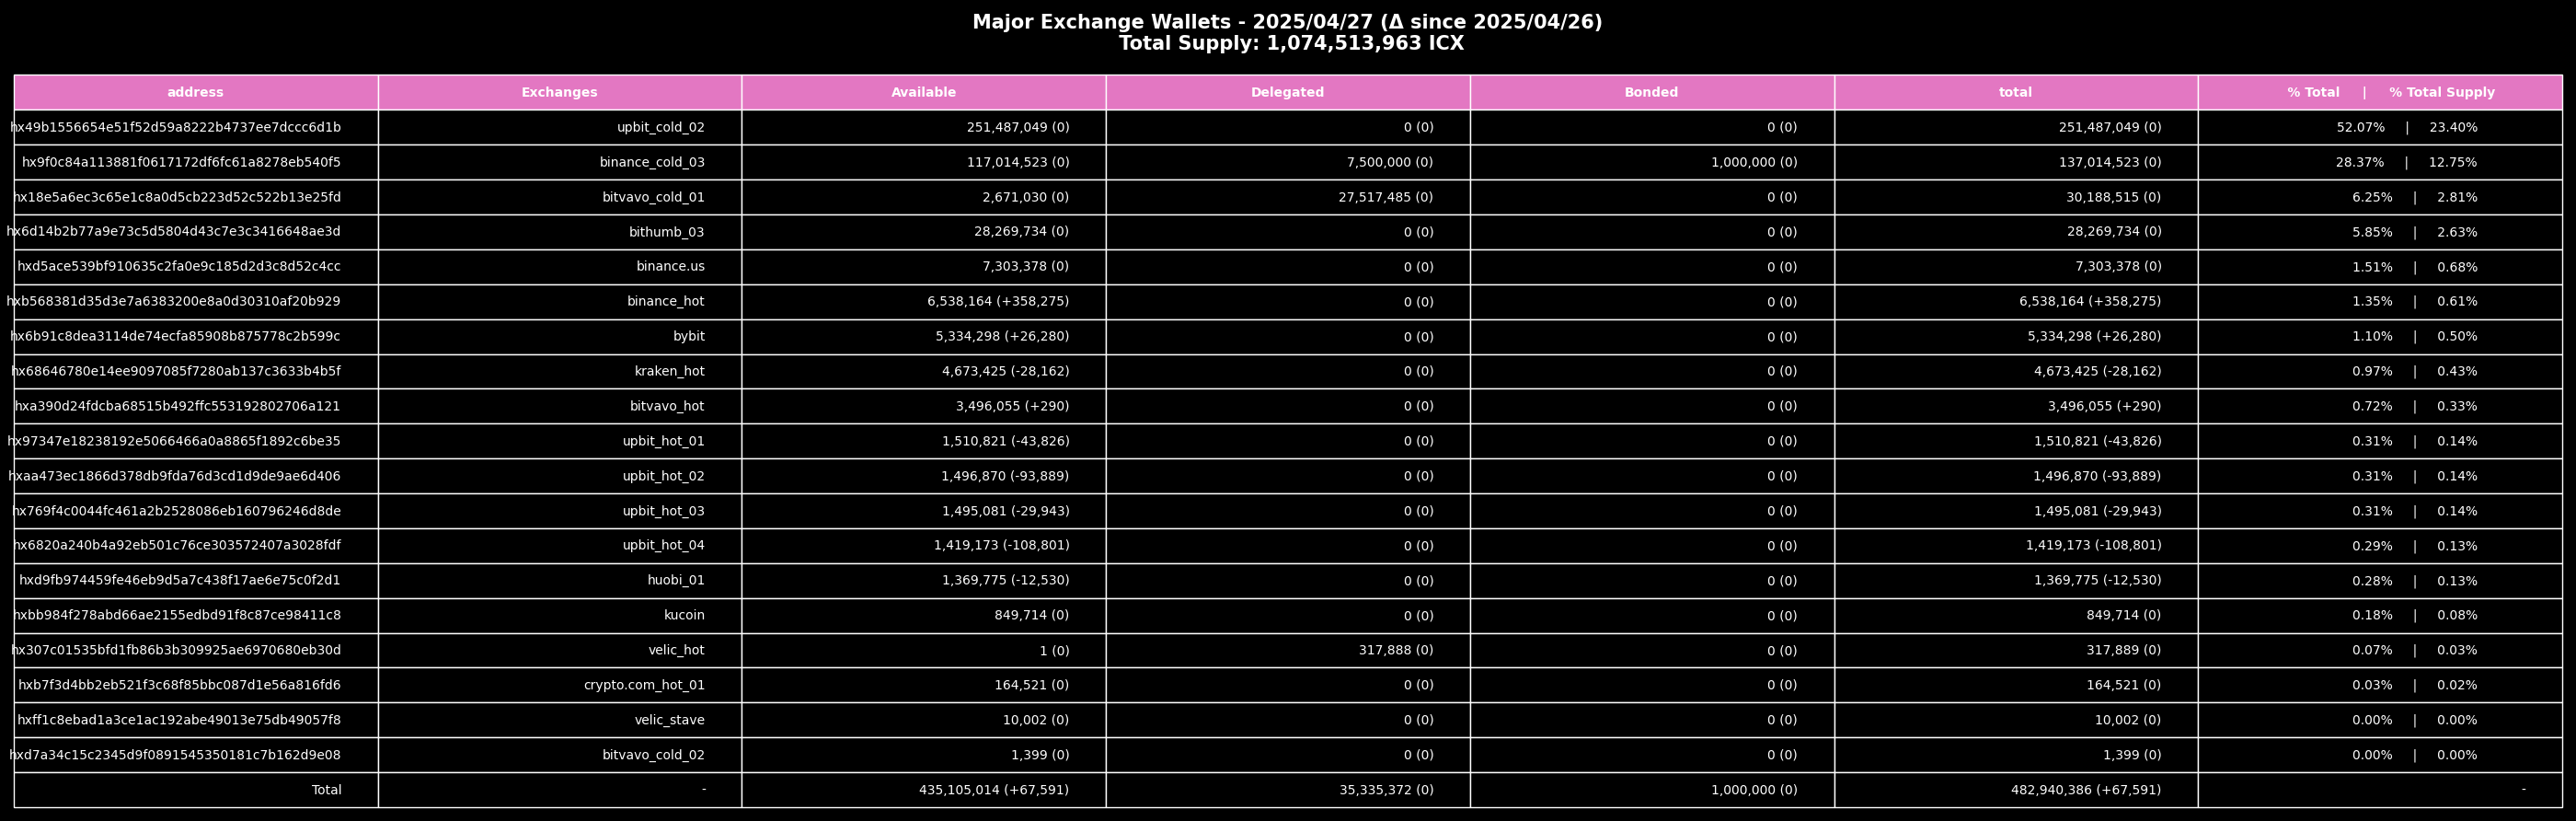 Major Exchange Wallets - 2025/04/27 (Δ since 2025/04/26)
Total Supply: 1,074,513,963 ICX
address Exchanges Available Delegated Bonded total % Total | % Total Supply
hx49b1556654e51f52d59a8222b4737ee7dccc6d1b upbit_cold_02 251,487,049 (0) 0 (0) 0 (0) 251,487,049 (0) 52.07% | 23.40%
hx9f0c84a113881f0617172df6fc61a8278eb540f5 binance_cold_03 117,014,523 (0) 7,500,000 (0) 1,000,000 (0) 137,014,523 (0) 28.37% | 12.75%
hx18e5a6ec3c65e1c8a0d5cb223d52c522b13e25fd bitvavo_cold_01 2,671,030 (0) 27,517,485 (0) 0 (0) 30,188,515 (0) 6.25% | 2.81%
hx6d14b2b77a9e73c5d5804d43c7e3c3416648ae3d bithumb_03 28,269,734 (0) 0 (0) 0 (0) 28,269,734 (0) 5.85% | 2.63%
hxd5ace539bf910635c2fa0e9c185d2d3c8d52c4cc binance.us 7,303,378 (0) 0 (0) 0 (0) 7,303,378 (0) 1.51% | 0.68%
hxb568381d35d3e7a6383200e8a0d30310af20b929 binance_hot 6,538,164 (+358,275) 0 (0) 0 (0) 6,538,164 (+358,275) 1.35% | 0.61%
hx6b91c8dea3114de74ecfa85908b875778c2b599c bybit 5,334,298 (+26,280) 0 (0) 0 (0) 5,334,298 (+26,280) 1.10% | 0.50%
hx68646780e14ee9097085f7280ab137c3633b4b5f kraken_hot 4,673,425 (-28,162) 0 (0) 0 (0) 4,673,425 (-28,162) 0.97% | 0.43%
hxa390d24fdcba68515b492ffc553192802706a121 bitvavo_hot 3,496,055 (+290) 0 (0) 0 (0) 3,496,055 (+290) 0.72% | 0.33%
hx97347e18238192e5066466a0a8865f1892c6be35 upbit_hot_01 1,510,821 (-43,826) 0 (0) 0 (0) 1,510,821 (-43,826) 0.31% | 0.14%
hxaa473ec1866d378db9fda76d3cd1d9de9ae6d406 upbit_hot_02 1,496,870 (-93,889) 0 (0) 0 (0) 1,496,870 (-93,889) 0.31% | 0.14%
hx769f4c0044fc461a2b2528086eb160796246d8de upbit_hot_03 1,495,081 (-29,943) 0 (0) 0 (0) 1,495,081 (-29,943) 0.31% | 0.14%
hx6820a240b4a92eb501c76ce303572407a3028fdf upbit_hot_04 1,419,173 (-108,801) 0 (0) 0 (0) 1,419,173 (-108,801) 0.29% | 0.13%
hxd9fb974459fe46eb9d5a7c438f17ae6e75c0f2d1 huobi_01 1,369,775 (-12,530) 0 (0) 0 (0) 1,369,775 (-12,530) 0.28% | 0.13%
hxbb984f278abd66ae2155edbd91f8c87ce98411c8 kucoin 849,714 (0) 0 (0) 0 (0) 849,714 (0) 0.18% | 0.08%
hx307c01535bfd1fb86b3b309925ae6970680eb30d velic_hot 1 (0) 317,888 (0) 0 (0) 317,889 (0) 0.07% | 0.03%
hxb7f3d4bb2eb521f3c68f85bbc087d1e56a816fd6 crypto.com_hot_01 164,521 (0) 0 (0) 0 (0) 164,521 (0) 0.03% | 0.02%
hxff1c8ebad1a3ce1ac192abe49013e75db49057f8 velic_stave 10,002 (0) 0 (0) 0 (0) 10,002 (0) 0.00% | 0.00%
hxd7a34c15c2345d9f0891545350181c7b162d9e08 bitvavo_cold_02 1,399 (0) 0 (0) 0 (0) 1,399 (0) 0.00% | 0.00%
Total - 435,105,014 (+67,591) 35,335,372 (0) 1,000,000 (0) 482,940,386 (+67,591) -